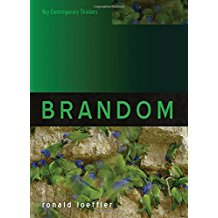 Key Contemporary Thinkers
BRANDOM
ronald loeffler